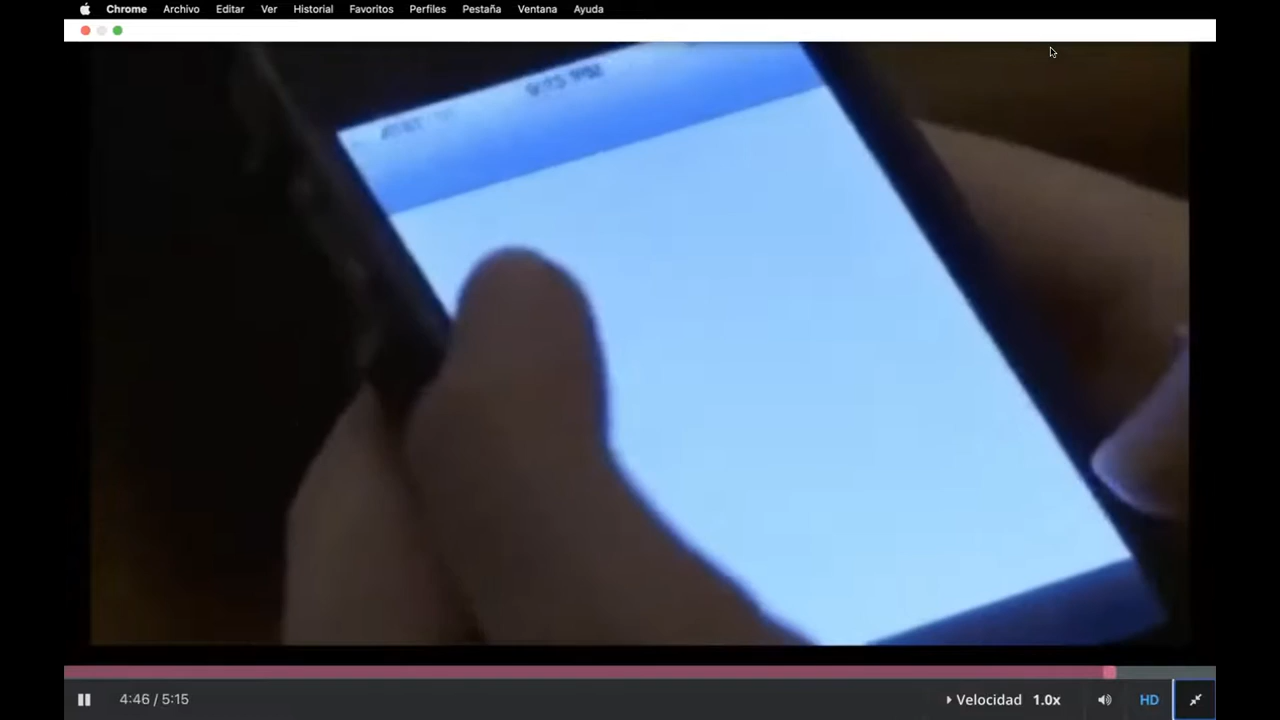 Chrome Archivo Editar Ver Historial Favoritos Perfiles Pestaña Ventana Ayuda
4:46 / 5:15 Velocidad 1.0x HD